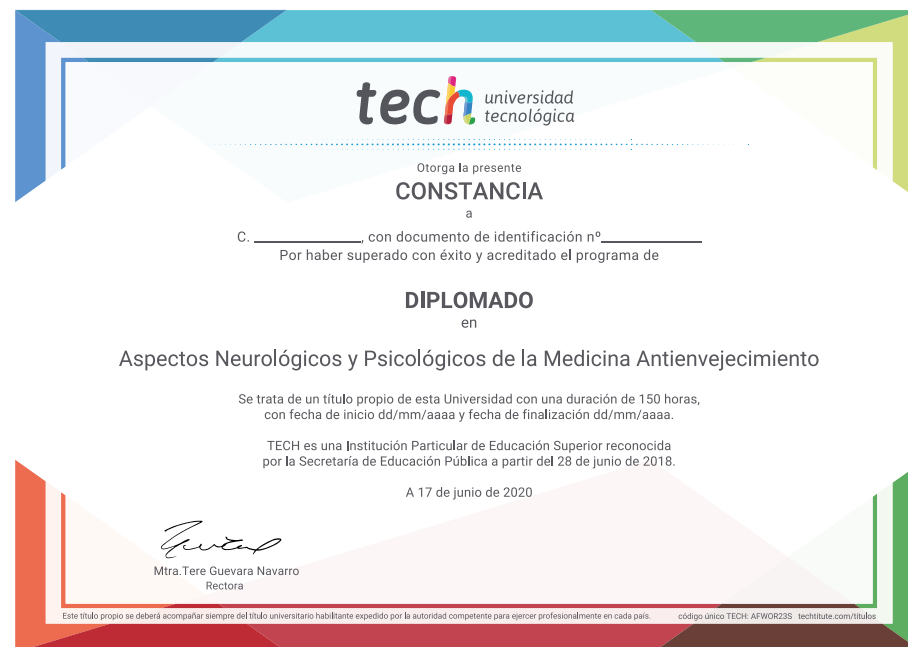 tech universidad
tecnológica
Otorga la presente
CONSTANCIA
a
C. ____________, con documento de identificación nº____________
Por haber superado con éxito y acreditado el programa de
DIPLOMADO
en
Aspectos Neurológicos y Psicológicos de la Medicina Antienvejecimiento
Se trata de un título propio de esta Universidad con una duración de 150 horas,
con fecha de inicio dd/mm/aaaa y fecha de finalización dd/mm/aaaa.
TECH es una Institución Particular de Educación Superior reconocida
por la Secretaría de Educación Pública a partir del 28 de junio de 2018.
A 17 de junio de 2020
Mtra.Tere Guevara Navarro
Rectora
Este título propio se deberá acompañar siempre del título universitario habilitante expedido por la autoridad competente para ejercer profesionalmente en cada país. código único TECH: AFWOR23S techtitute.com/titulos